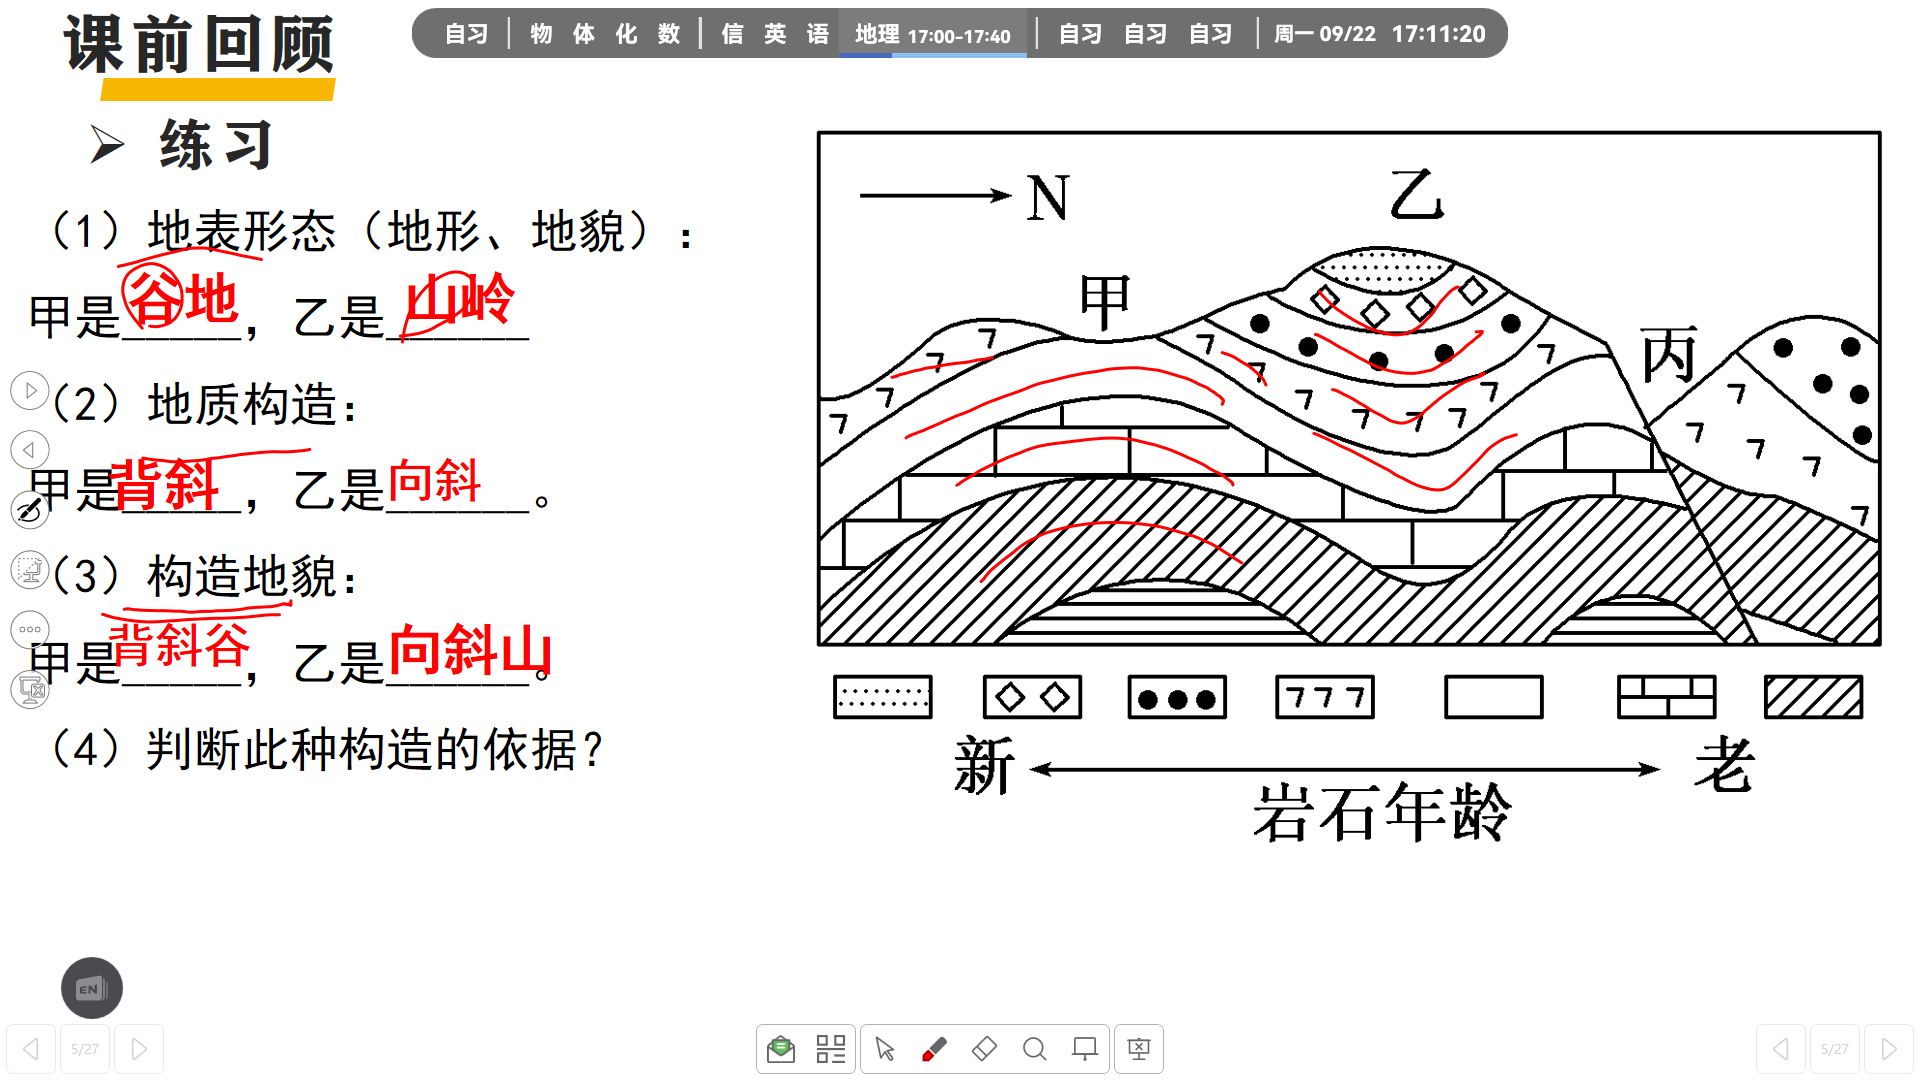 课前回顾
自习 | 物 体 化 数 | 信 英 语 地理 17:00-17:40 | 自习 自习 自习 | 周一 09/22 17:11:20
➢ 练习
（1）地表形态（地形、地貌）：
甲是谷地，乙是山岭
（2）地质构造：
甲是背斜，乙是向斜。
（3）构造地貌：
甲是背斜谷，乙是向斜山。
（4）判断此种构造的依据？
N
乙
甲
丙
新 老
岩石年龄
EN
5/27
5/27